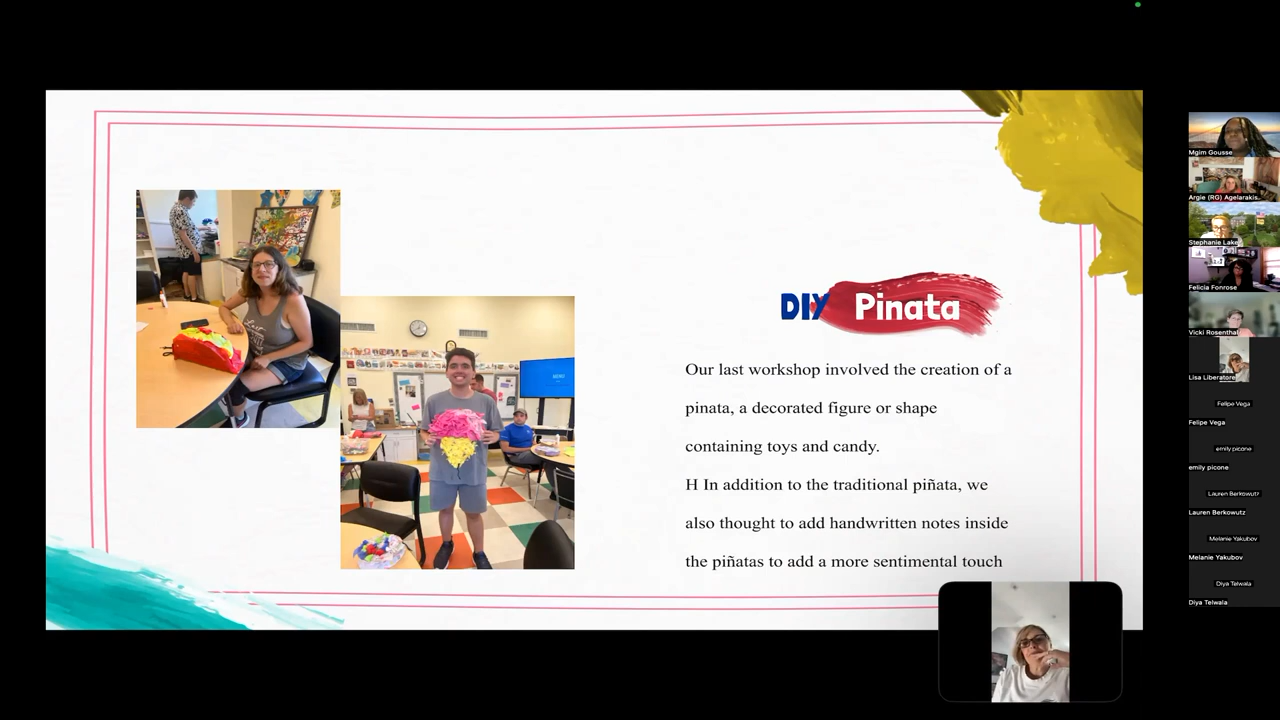 DIY Pinata
Our last workshop involved the creation of a
pinata, a decorated figure or shape
containing toys and candy.
H In addition to the traditional piñata, we
also thought to add handwritten notes inside
the piñatas to add a more sentimental touch
Mgim Gousse
Argie (RG) Agelarakis..
Stephanie Lake
Felicia Fonrose
Vicki Rosenthal
Lisa Liberatore
Felipe Vega
Felipe Vega
emily picone
emily picone
Lauren Berkowutz
Lauren Berkowutz
Melanie Yakubov
Melanie Yakubov
Diya Telwala
Diya Telwala